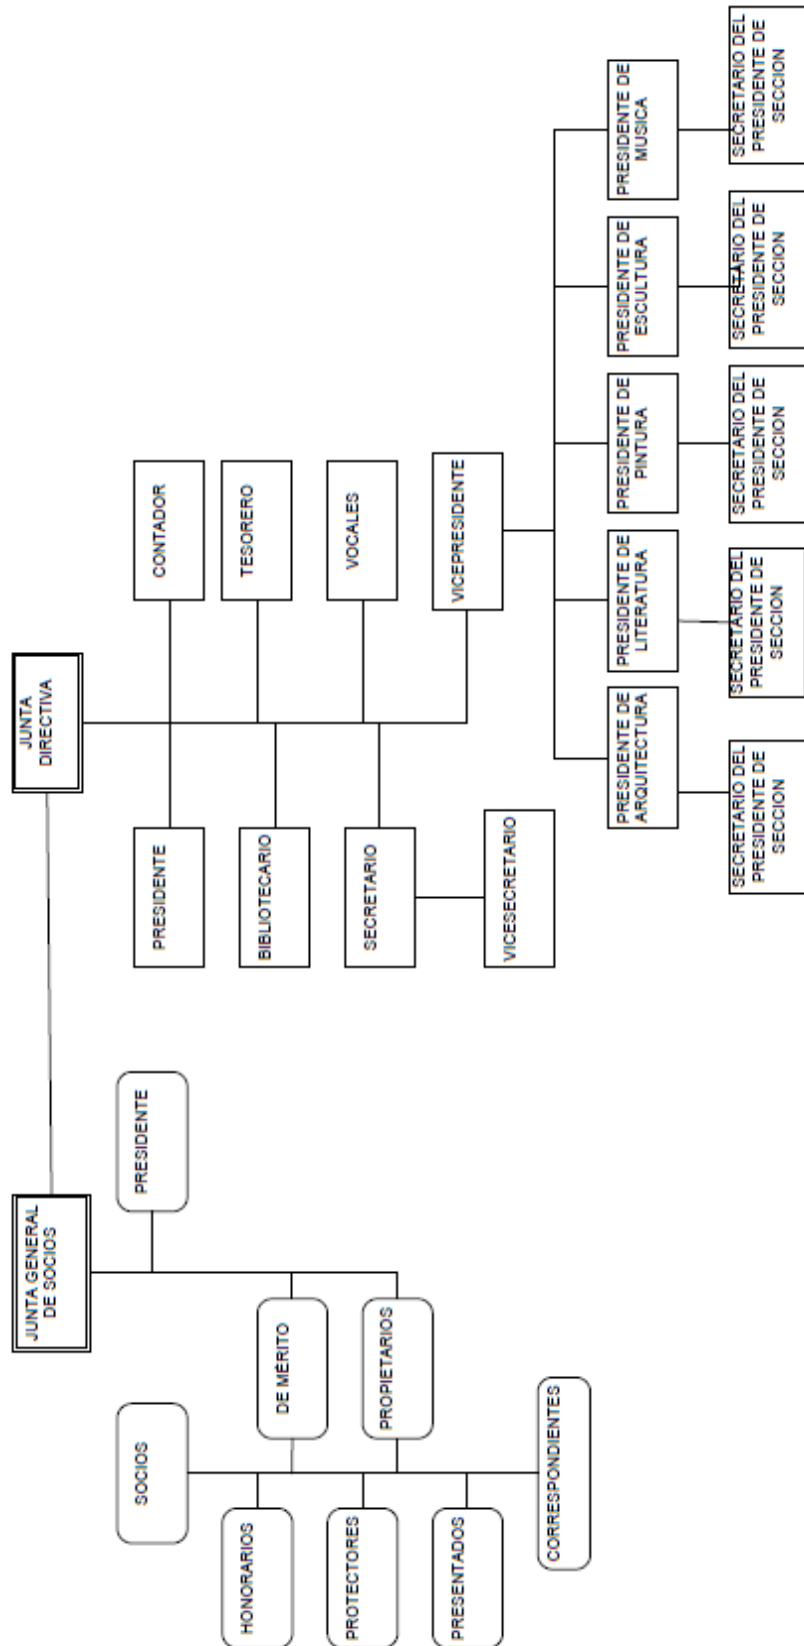 JUNTA GENERAL
DE SOCIOS
JUNTA
DIRECTIVA
SOCIOS
PRESIDENTE
HONORARIOS
DE MÉRITO
PROTECTORES
PROPIETARIOS
PRESENTADOS
CORRESPONDIENTES
PRESIDENTE
CONTADOR
BIBLIOTECARIO
TESORERO
SECRETARIO
VOCALES
VICESECRETARIO
VICEPRESIDENTE
PRESIDENTE DE
ARQUITECTURA
PRESIDENTE DE
LITERATURA
PRESIDENTE DE
PINTURA
PRESIDENTE DE
ESCULTURA
PRESIDENTE DE
MUSICA
SECRETARIO DEL
PRESIDENTE DE
SECCION
SECRETARIO DEL
PRESIDENTE DE
SECCION
SECRETARIO DEL
PRESIDENTE DE
SECCION
SECRETARIO DEL
PRESIDENTE DE
SECCION
SECRETARIO DEL
PRESIDENTE DE
SECCION